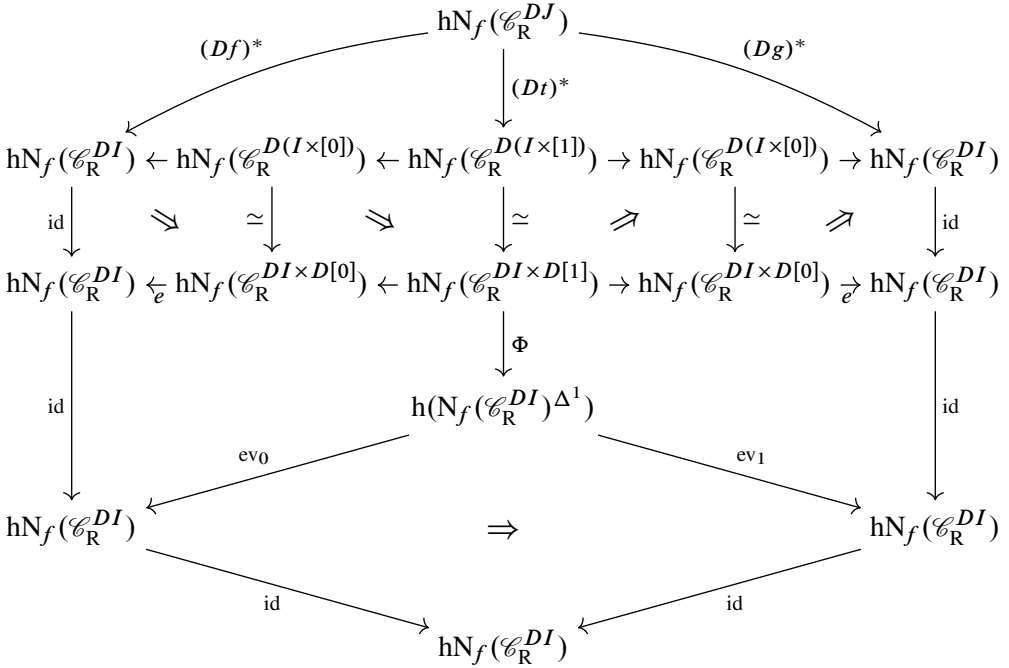 hN_f(𝒞_R^{DJ})
(Df)* (Dt)* (Dg)*
hN_f(𝒞_R^{DI}) ← hN_f(𝒞_R^{D(I×[0])}) ← hN_f(𝒞_R^{D(I×[1])}) → hN_f(𝒞_R^{D(I×[0])}) → hN_f(𝒞_R^{DI})
id ⇘ ≃ ⇘ ≃ ⇗ ≃ ⇗ id
hN_f(𝒞_R^{DI}) ←_e hN_f(𝒞_R^{DI×D[0]}) ← hN_f(𝒞_R^{DI×D[1]}) → hN_f(𝒞_R^{DI×D[0]}) →_e hN_f(𝒞_R^{DI})
Φ
id h(N_f(𝒞_R^{DI})^{Δ^1}) id
ev_0 ev_1
hN_f(𝒞_R^{DI}) ⇒ hN_f(𝒞_R^{DI})
id id
hN_f(𝒞_R^{DI})